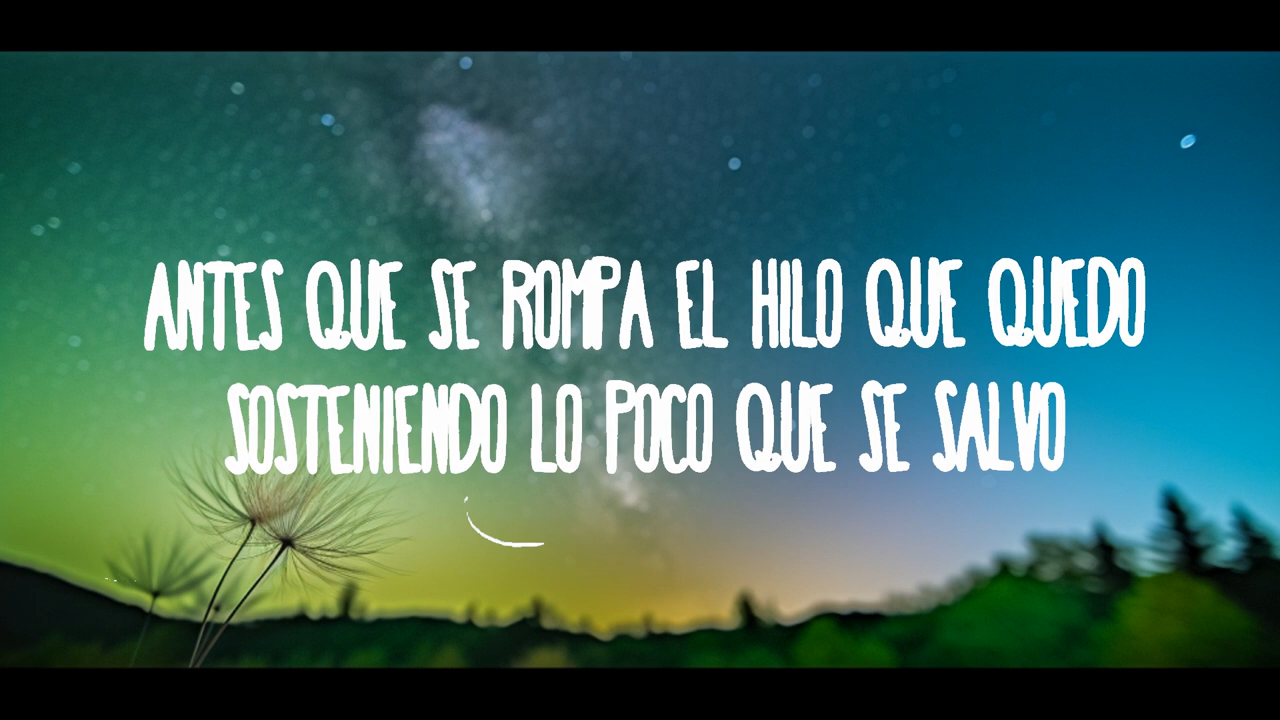 ANTES QUE SE ROMPA EL HILO QUE QUEDO
SOSTENIENDO LO POCO QUE SE SALVO